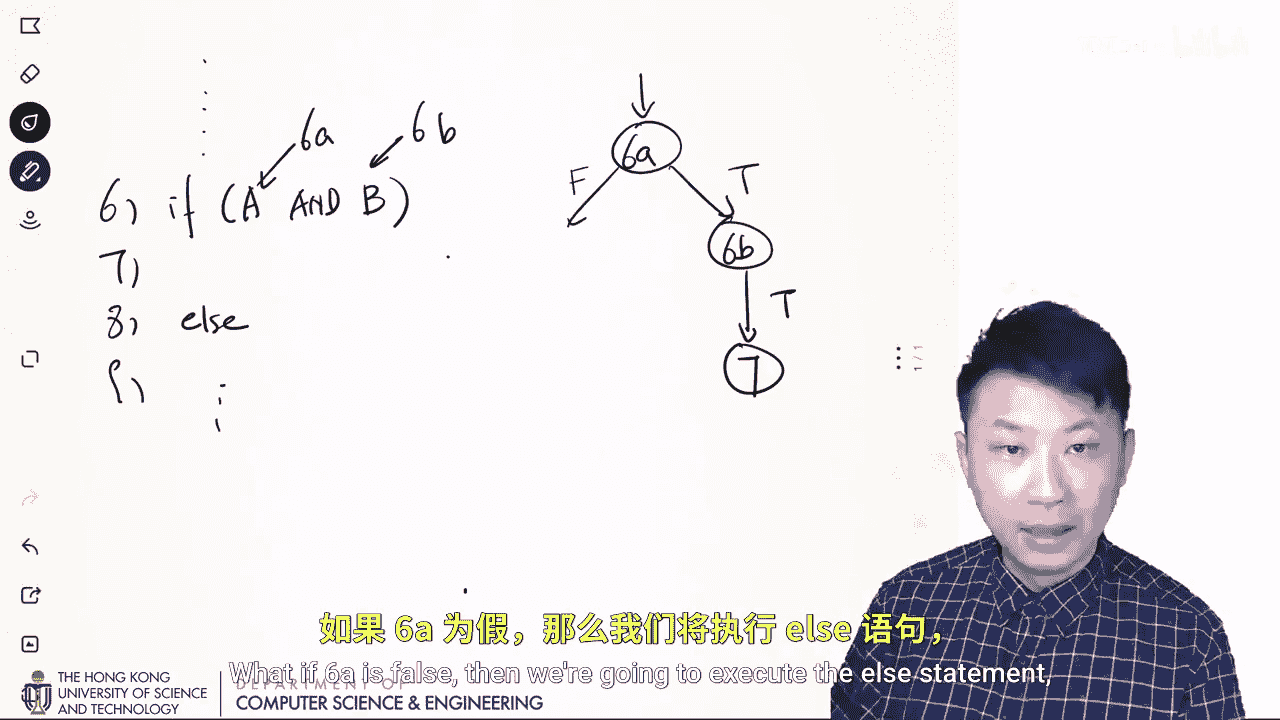 6a
6b
6) if (A AND B)
7)
8) else
6a
F
T
6b
T
7
1 / 1
如果 6a 为假，那么我们将执行 else 语句，
What if 6a is false, then we're going to execute the else statement,
THE HONG KONG
UNIVERSITY OF SCIENCE
AND TECHNOLOGY
DEPARTMENT OF
COMPUTER SCIENCE & ENGINEERING